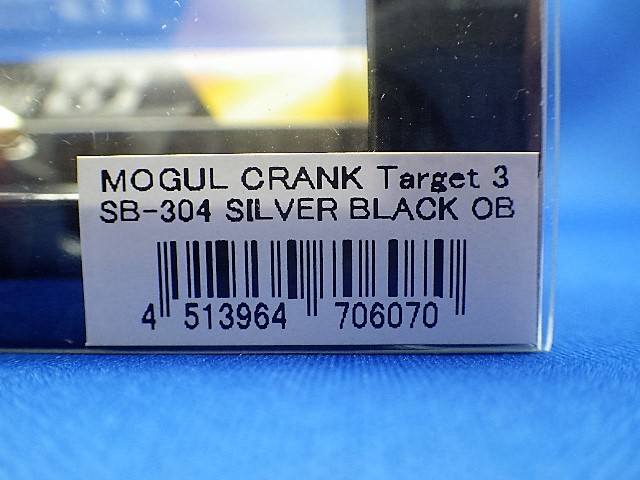 MOGUL CRANK Target 3
SB-304 SILVER BLACK OB
4 513964 706070